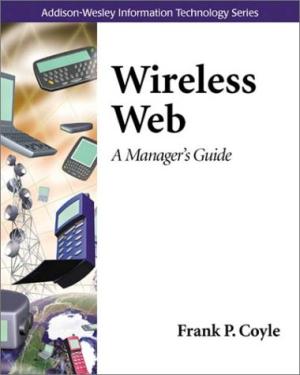 Addison-Wesley Information Technology Series
Wireless
Web
A Manager's Guide
Frank P. Coyle